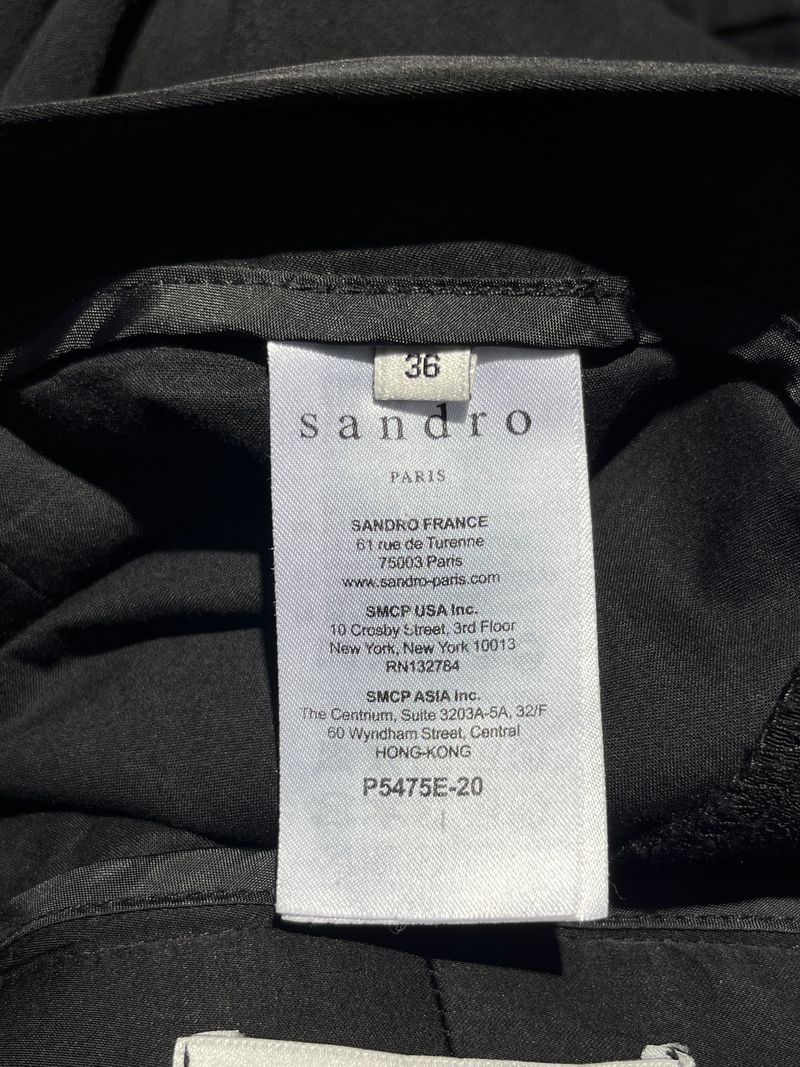 36
sandro
PARIS
SANDRO FRANCE
61 rue de Turenne
75003 Paris
www.sandro-paris.com
SMCP USA Inc.
10 Crosby Street, 3rd Floor
New York, New York 10013
RN132784
SMCP ASIA Inc.
The Centrium, Suite 3203A-5A, 32/F
60 Wyndham Street, Central
HONG-KONG
P5475E-20